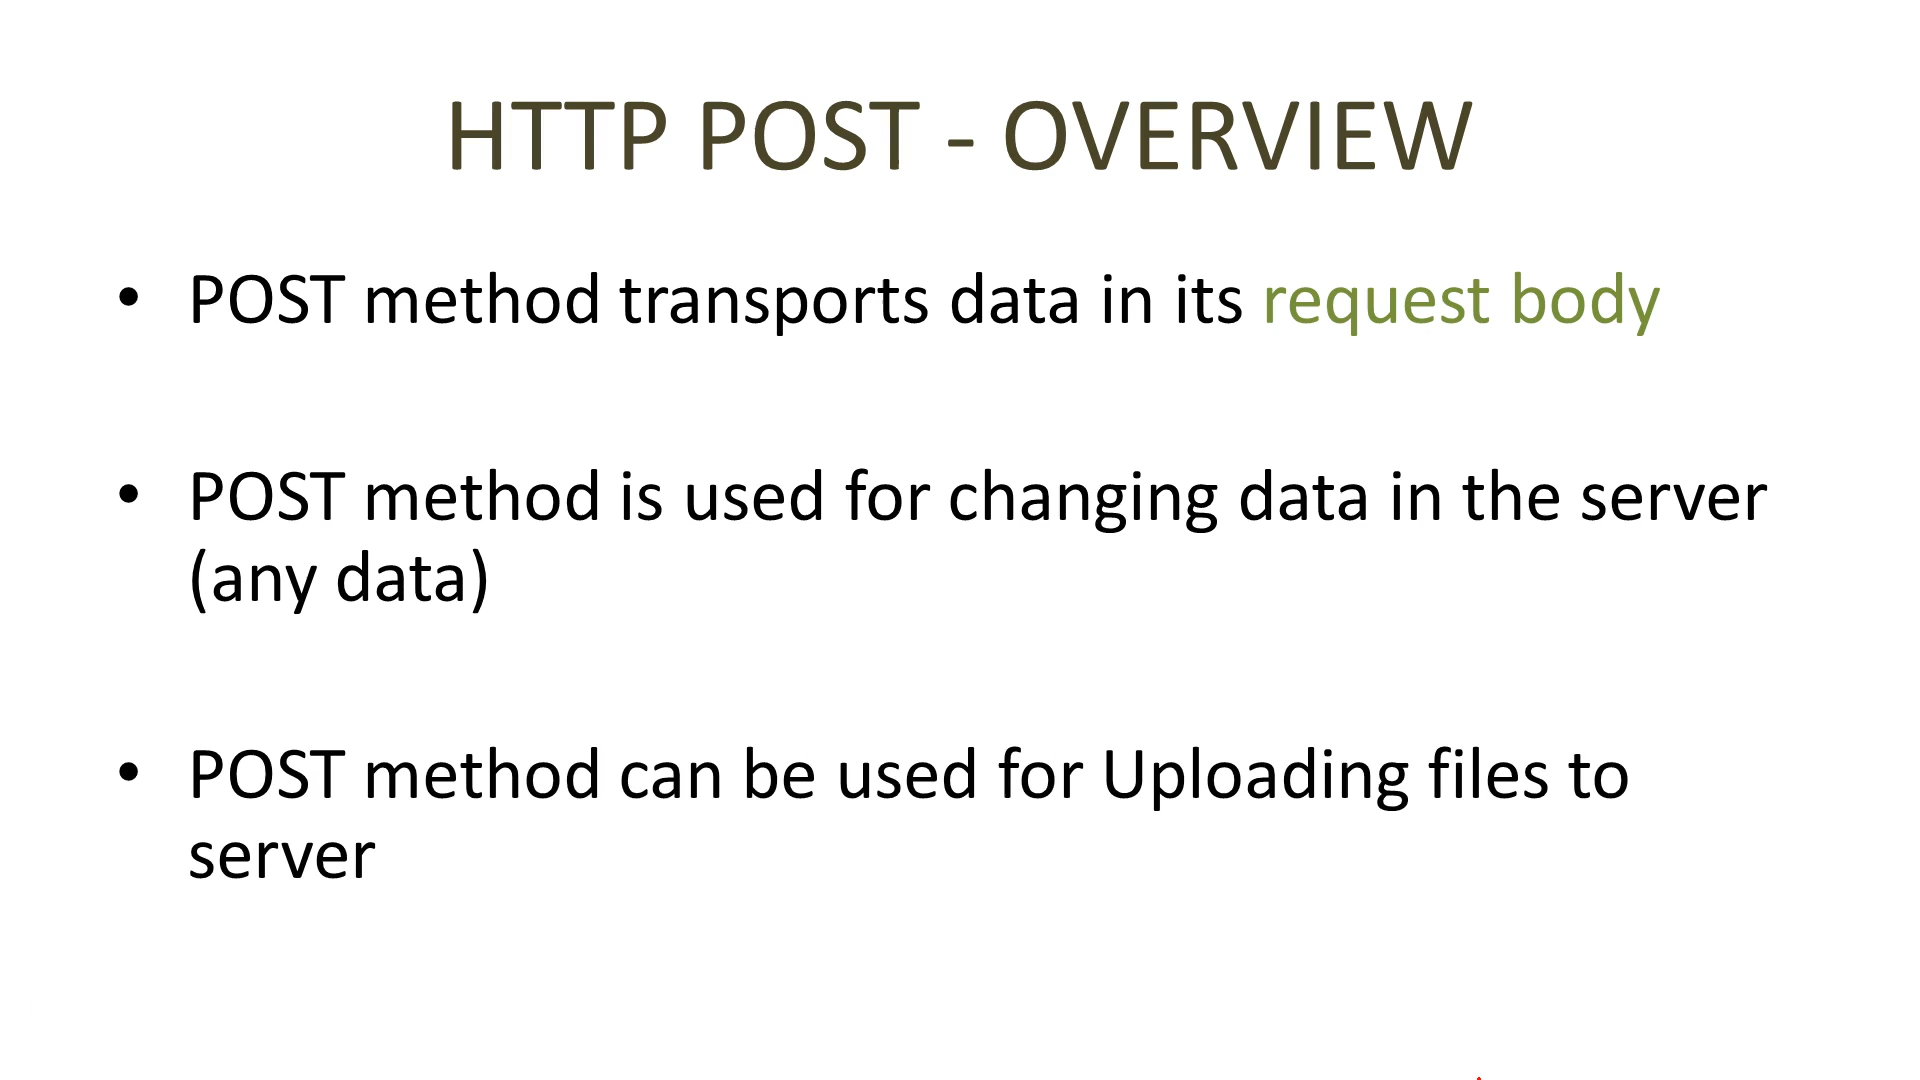 HTTP POST - OVERVIEW
• POST method transports data in its request body
• POST method is used for changing data in the server
(any data)
• POST method can be used for Uploading files to
server